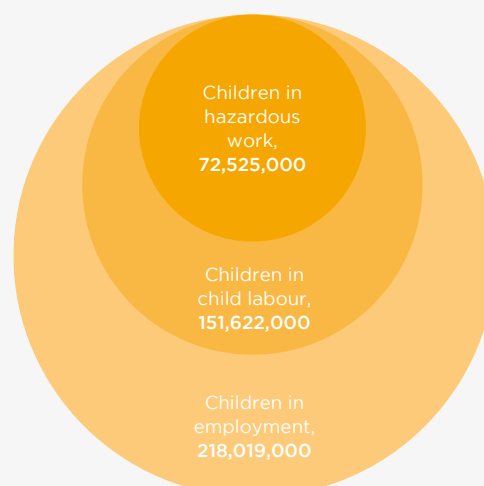 Children in
hazardous
work,
72,525,000
Children in
child labour,
151,622,000
Children in
employment,
218,019,000